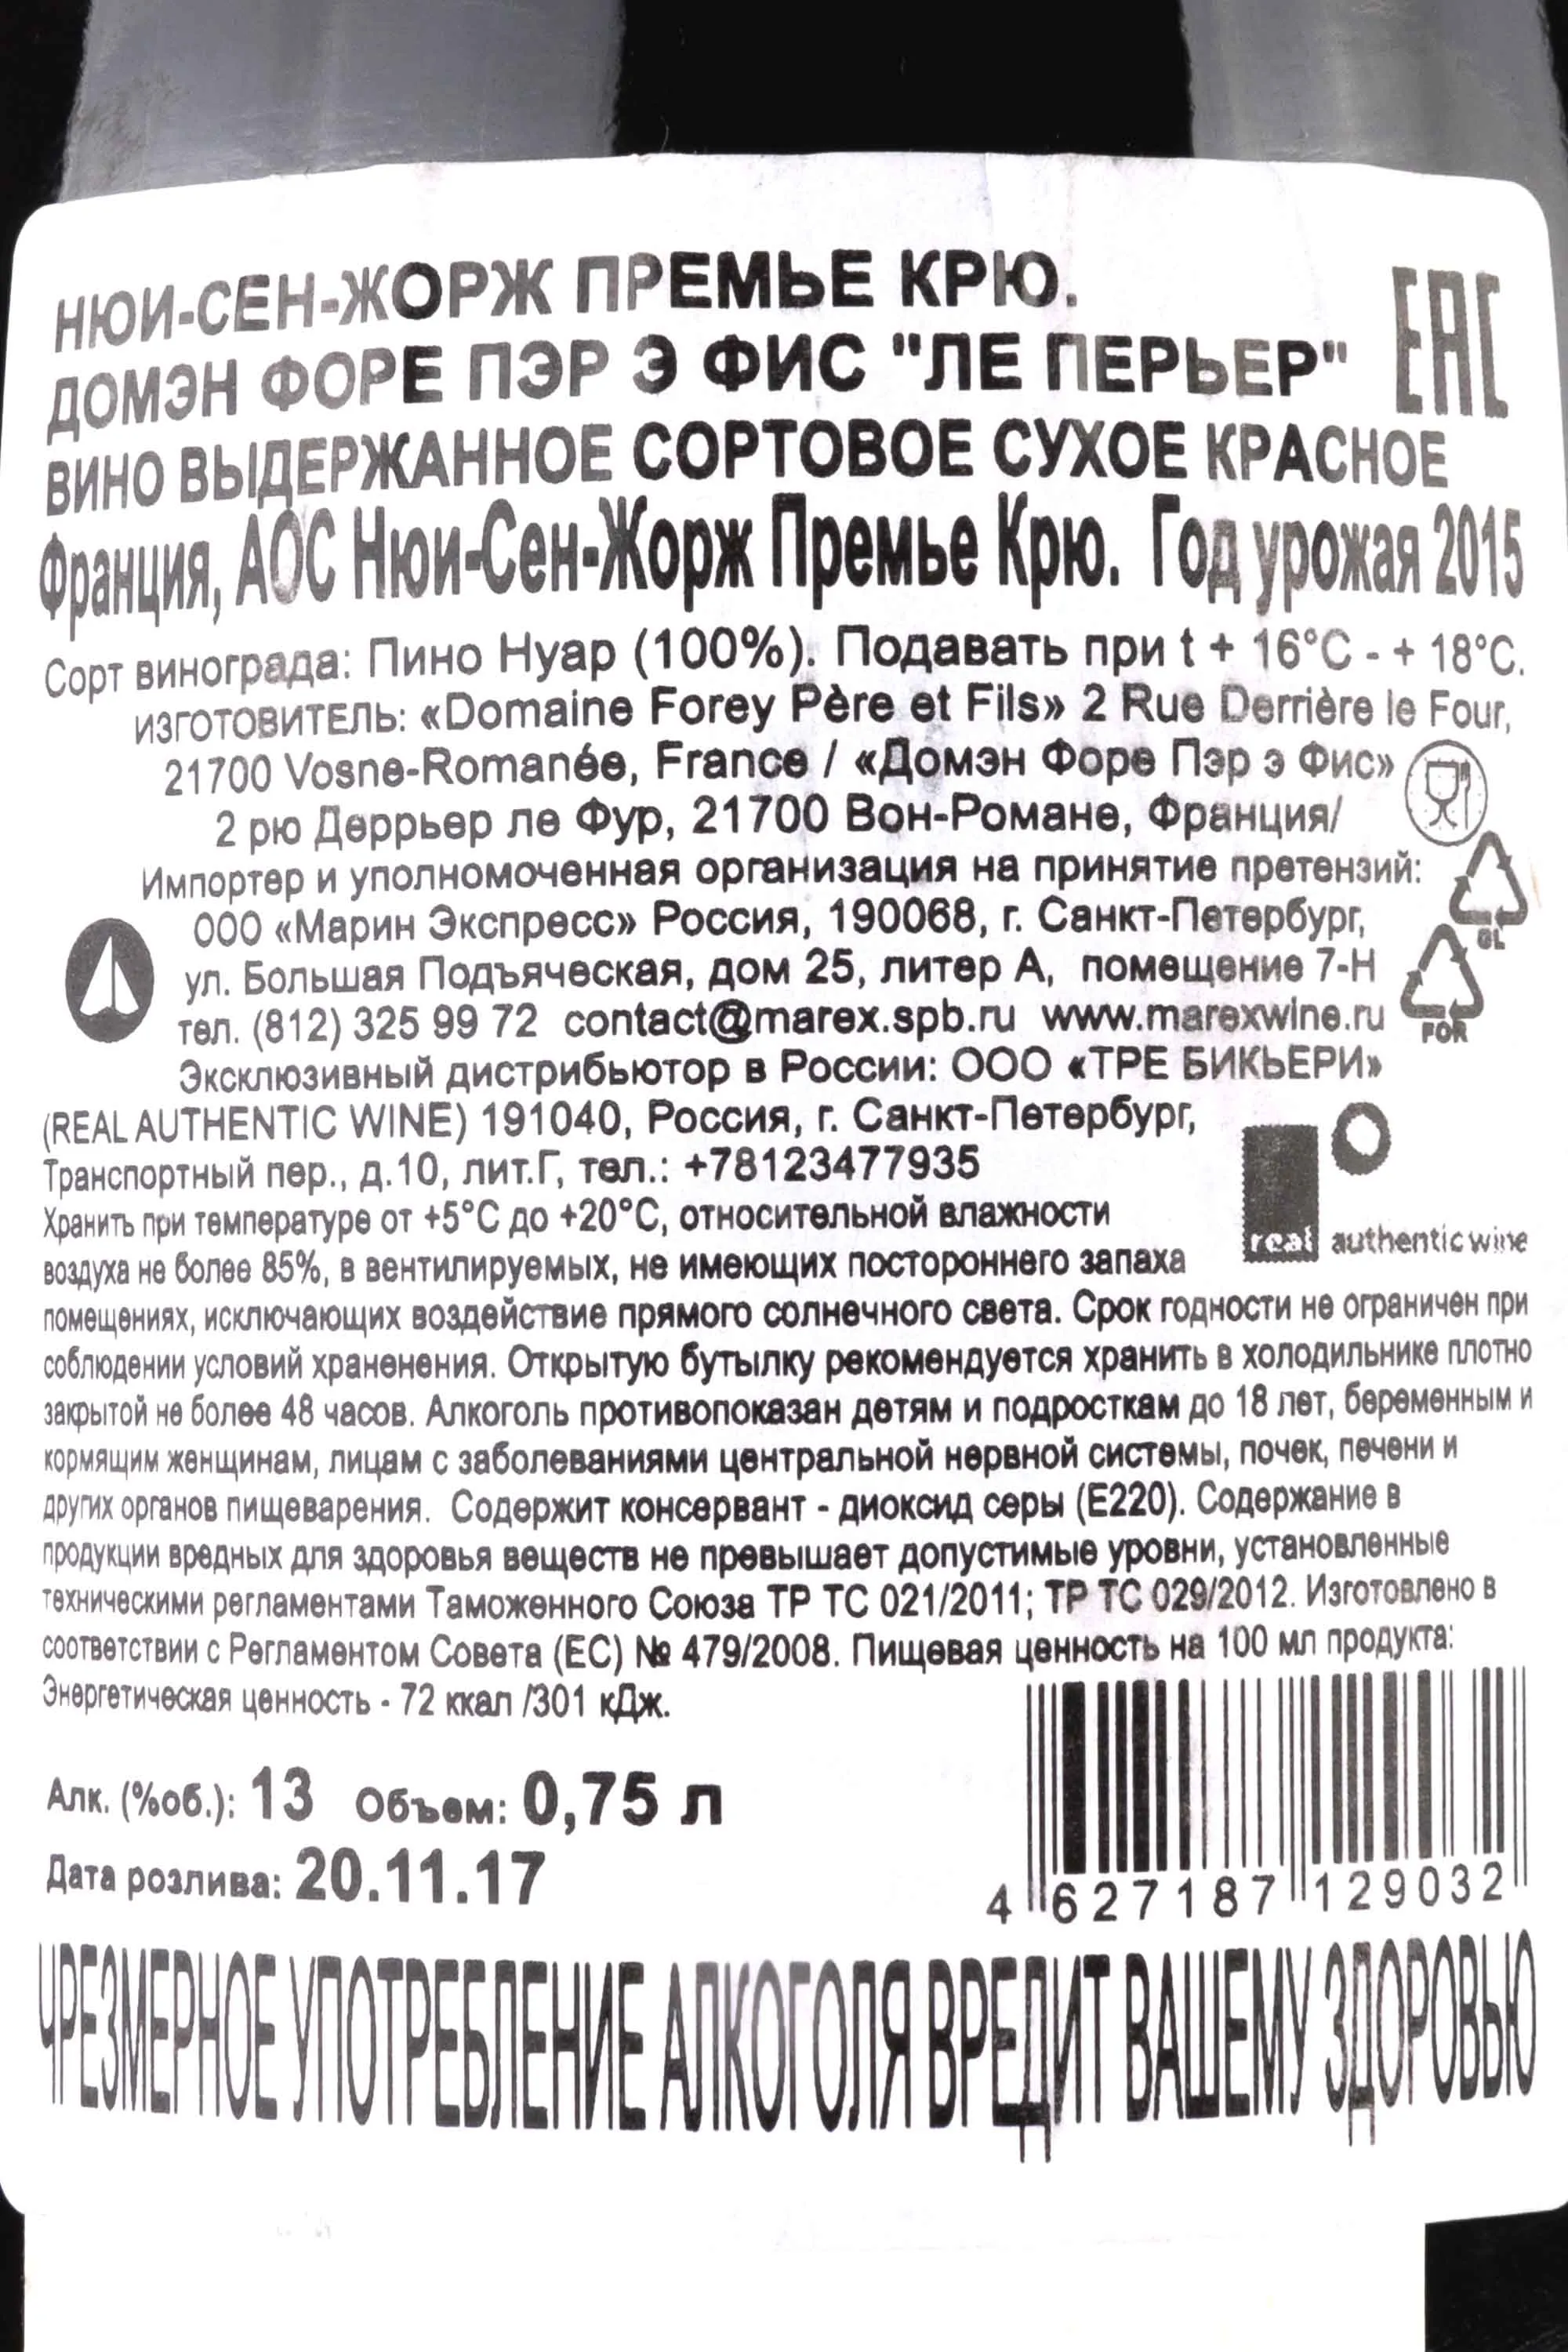 НЮИ-СЕН-ЖОРЖ ПРЕМЬЕ КРЮ.
ДОМЭН ФОРЕ ПЭР Э ФИС "ЛЕ ПЕРЬЕР"
EAC
ВИНО ВЫДЕРЖАННОЕ СОРТОВОЕ СУХОЕ КРАСНОЕ
Франция, АОС Нюи-Сен-Жорж Премье Крю. Год урожая 2015
Сорт винограда: Пино Нуар (100%). Подавать при t + 16°C - + 18°C.
ИЗГОТОВИТЕЛЬ: «Domaine Forey Père et Fils» 2 Rue Derrière le Four,
21700 Vosne-Romanée, France / «Домэн Форе Пэр э Фис»
2 рю Деррьер ле Фур, 21700 Вон-Романе, Франция/
Импортер и уполномоченная организация на принятие претензий:
ООО «Марин Экспресс» Россия, 190068, г. Санкт-Петербург,
GL
ул. Большая Подъяческая, дом 25, литер А, помещение 7-Н
тел. (812) 325 99 72 contact@marex.spb.ru www.marexwine.ru
FOR
Эксклюзивный дистрибьютор в России: ООО «ТРЕ БИКЬЕРИ»
(REAL AUTHENTIC WINE) 191040, Россия, г. Санкт-Петербург,
Транспортный пер., д.10, лит.Г, тел.: +78123477935
Хранить при температуре от +5°C до +20°C, относительной влажности
real authentic wine
воздуха не более 85%, в вентилируемых, не имеющих постороннего запаха
помещениях, исключающих воздействие прямого солнечного света. Срок годности не ограничен при
соблюдении условий храненения. Открытую бутылку рекомендуется хранить в холодильнике плотно
закрытой не более 48 часов. Алкоголь противопоказан детям и подросткам до 18 лет, беременным и
кормящим женщинам, лицам с заболеваниями центральной нервной системы, почек, печени и
других органов пищеварения. Содержит консервант - диоксид серы (Е220). Содержание в
продукции вредных для здоровья веществ не превышает допустимые уровни, установленные
техническими регламентами Таможенного Союза ТР ТС 021/2011; ТР ТС 029/2012. Изготовлено в
соответствии с Регламентом Совета (ЕС) № 479/2008. Пищевая ценность на 100 мл продукта:
Энергетическая ценность - 72 ккал /301 кДж.
Алк. (%об.): 13 Объем: 0,75 л
Дата розлива: 20.11.17
4 627187 129032
ЧРЕЗМЕРНОЕ УПОТРЕБЛЕНИЕ АЛКОГОЛЯ ВРЕДИТ ВАШЕМУ ЗДОРОВЬЮ